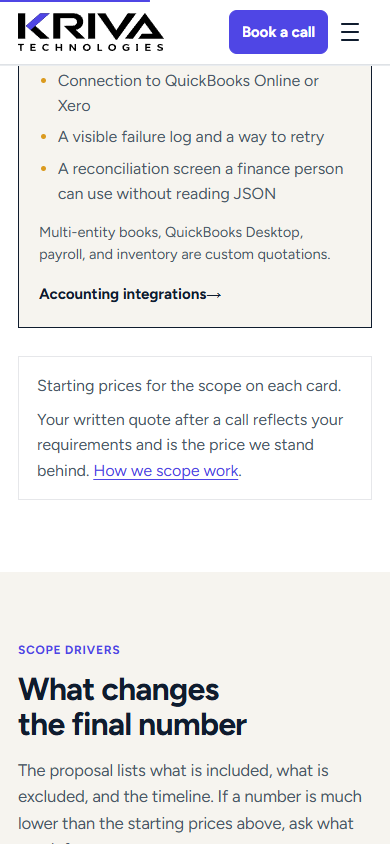 KRIVA
TECHNOLOGIES
Book a call
Connection to QuickBooks Online or
Xero
A visible failure log and a way to retry
A reconciliation screen a finance person
can use without reading JSON
Multi-entity books, QuickBooks Desktop,
payroll, and inventory are custom quotations.
Accounting integrations→
Starting prices for the scope on each card.
Your written quote after a call reflects your
requirements and is the price we stand
behind. How we scope work.
SCOPE DRIVERS
What changes
the final number
The proposal lists what is included, what is
excluded, and the timeline. If a number is much
lower than the starting prices above, ask what